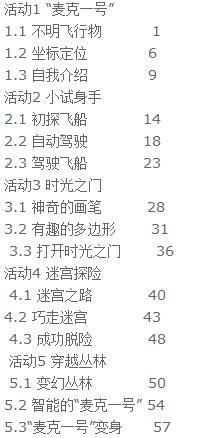 活动1 “麦克一号”
1.1 不明飞行物 1
1.2 坐标定位 6
1.3 自我介绍 9
活动2 小试身手
2.1 初探飞船 14
2.2 自动驾驶 18
2.3 驾驶飞船 23
活动3 时光之门
3.1 神奇的画笔 28
3.2 有趣的多边形 31
3.3 打开时光之门 36
活动4 迷宫探险
4.1 迷宫之路 40
4.2 巧走迷宫 43
4.3 成功脱险 48
活动5 穿越丛林
5.1 变幻丛林 50
5.2 智能的“麦克一号” 54
5.3“麦克一号”变身 57